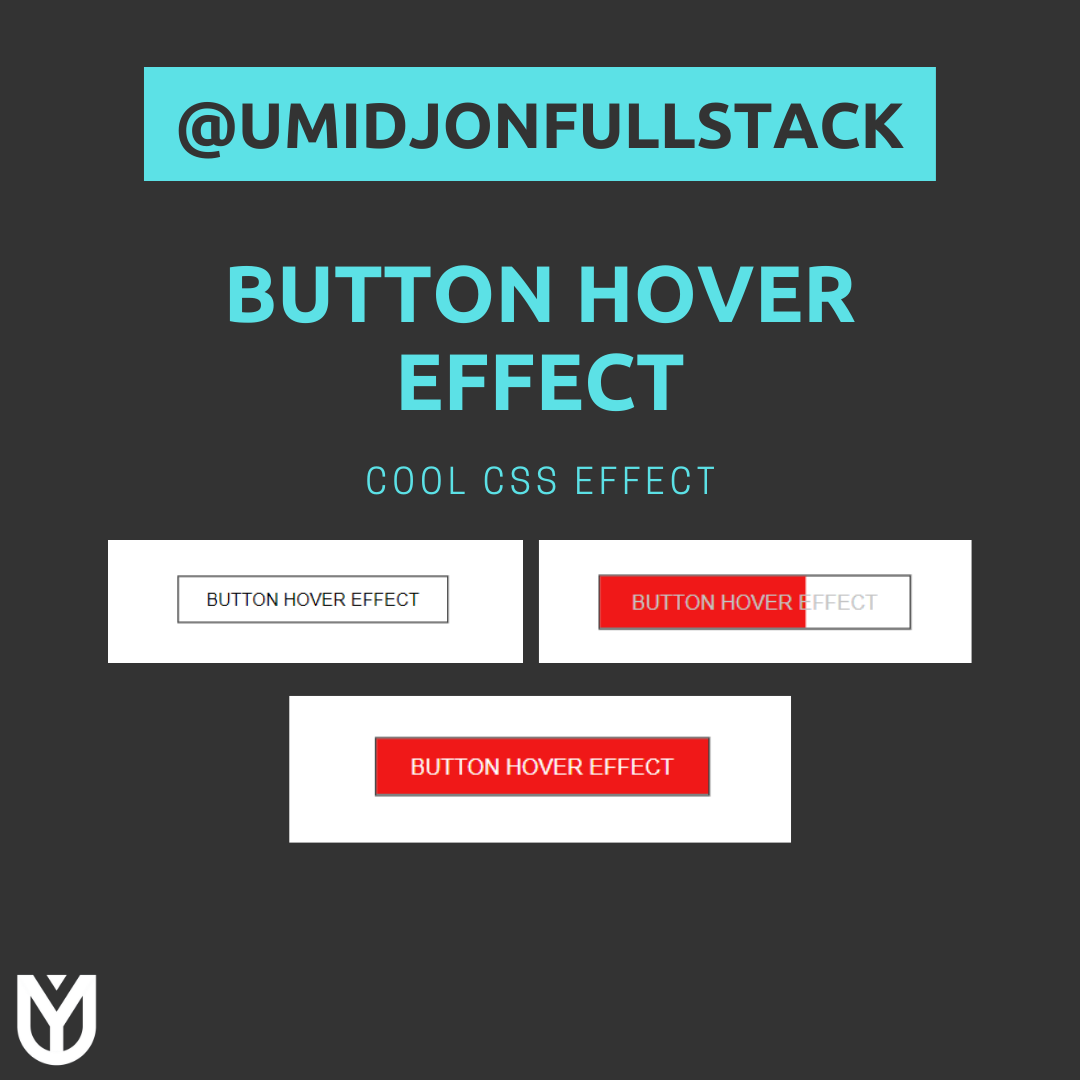 @UMIDJONFULLSTACK
BUTTON HOVER
EFFECT
COOL CSS EFFECT
BUTTON HOVER EFFECT
BUTTON HOVER EFFECT
BUTTON HOVER EFFECT